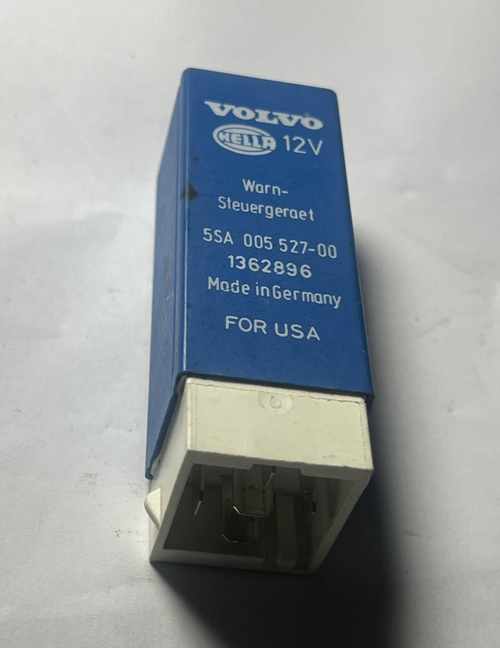 VOLVO
HELLA 12V
Warn-
Steuergeraet
5SA 005 527-00
1362896
Made in Germany
FOR USA